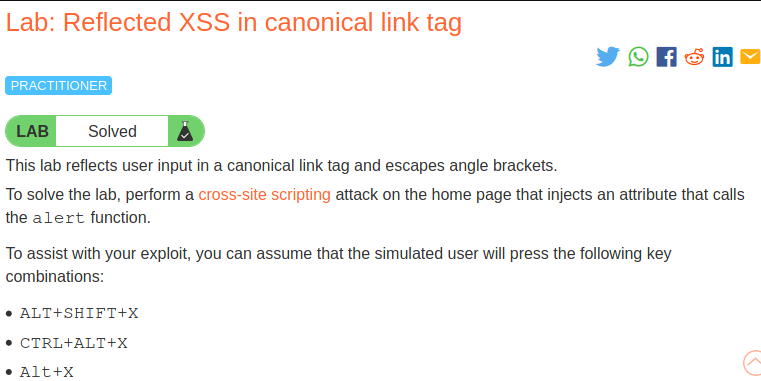 Lab: Reflected XSS in canonical link tag
PRACTITIONER
LAB Solved
This lab reflects user input in a canonical link tag and escapes angle brackets.
To solve the lab, perform a cross-site scripting attack on the home page that injects an attribute that calls
the alert function.
To assist with your exploit, you can assume that the simulated user will press the following key
combinations:
• ALT+SHIFT+X
• CTRL+ALT+X
• Alt+X